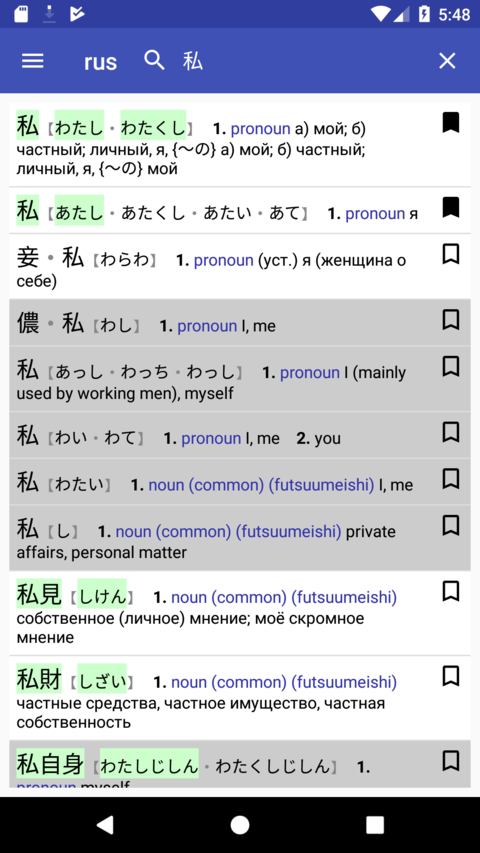 5:48
rus 私
私【わたし・わたくし】 1. pronoun а) мой; б)
частный; личный, я, {〜の} а) мой; б) частный;
личный, я, {〜の} мой
私【あたし・あたくし・あたい・あて】 1. pronoun я
妾・私【わらわ】 1. pronoun (уст.) я (женщина о
себе)
儂・私【わし】 1. pronoun I, me
私【あっし・わっち・わっし】 1. pronoun I (mainly
used by working men), myself
私【わい・わて】 1. pronoun I, me 2. you
私【わたい】 1. noun (common) (futsuumeishi) I, me
私【し】 1. noun (common) (futsuumeishi) private
affairs, personal matter
私見【しけん】 1. noun (common) (futsuumeishi)
собственное (личное) мнение; моё скромное
мнение
私財【しざい】 1. noun (common) (futsuumeishi)
частные средства, частное имущество, частная
собственность
私自身【わたしじしん・わたくしじしん】 1.
pronoun myself